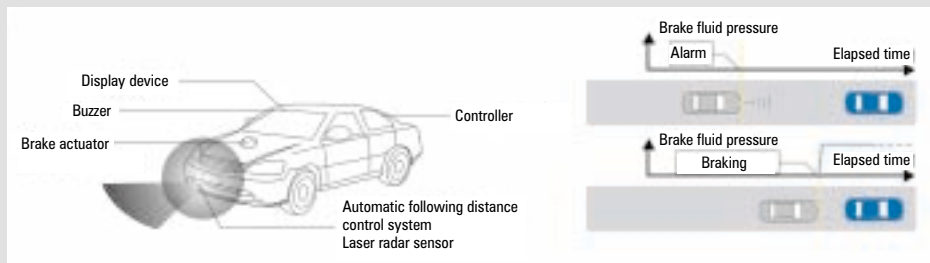 Display device
Buzzer
Brake actuator
Controller
Automatic following distance
control system
Laser radar sensor
Brake fluid pressure
Alarm
Elapsed time
Brake fluid pressure
Braking
Elapsed time